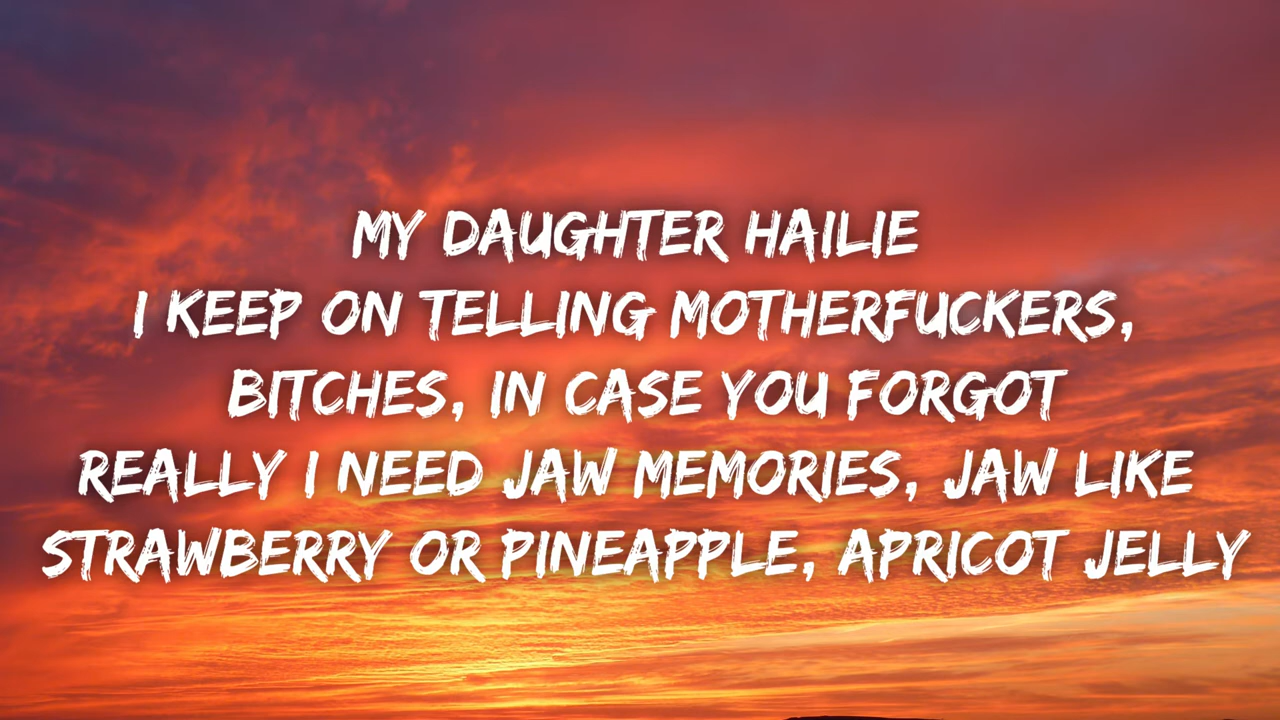 MY DAUGHTER HAILIE
I KEEP ON TELLING MOTHERFUCKERS,
BITCHES, IN CASE YOU FORGOT
REALLY I NEED JAW MEMORIES, JAW LIKE
STRAWBERRY OR PINEAPPLE, APRICOT JELLY